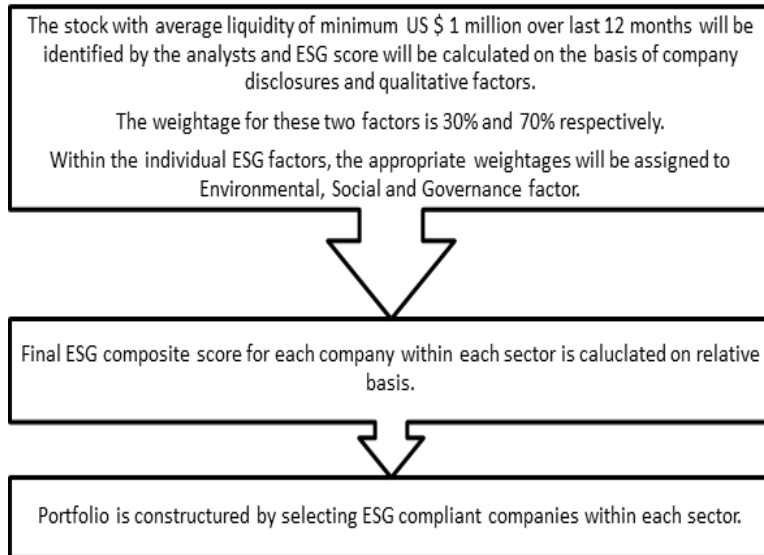 The stock with average liquidity of minimum US $ 1 million over last 12 months will be
identified by the analysts and ESG score will be calculated on the basis of company
disclosures and qualitative factors.
The weightage for these two factors is 30% and 70% respectively.
Within the individual ESG factors, the appropriate weightages will be assigned to
Environmental, Social and Governance factor.
Final ESG composite score for each company within each sector is caluclated on relative
basis.
Portfolio is constructured by selecting ESG compliant companies within each sector.